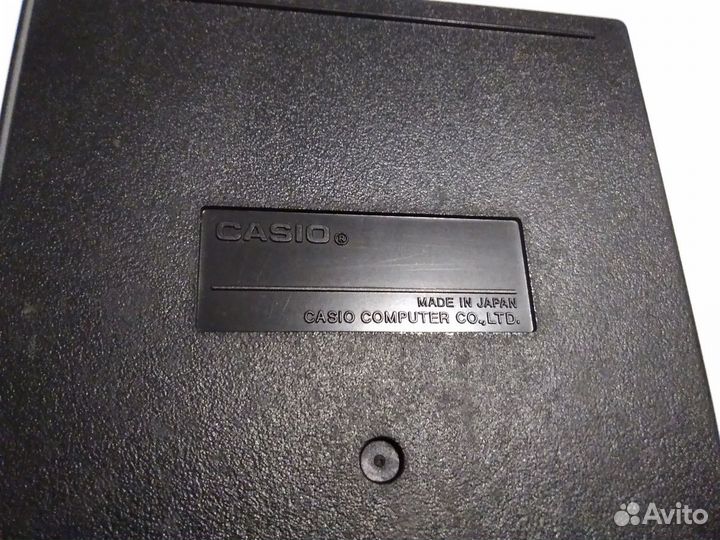 CASIO®
MADE IN JAPAN
CASIO COMPUTER CO.,LTD.
Avito